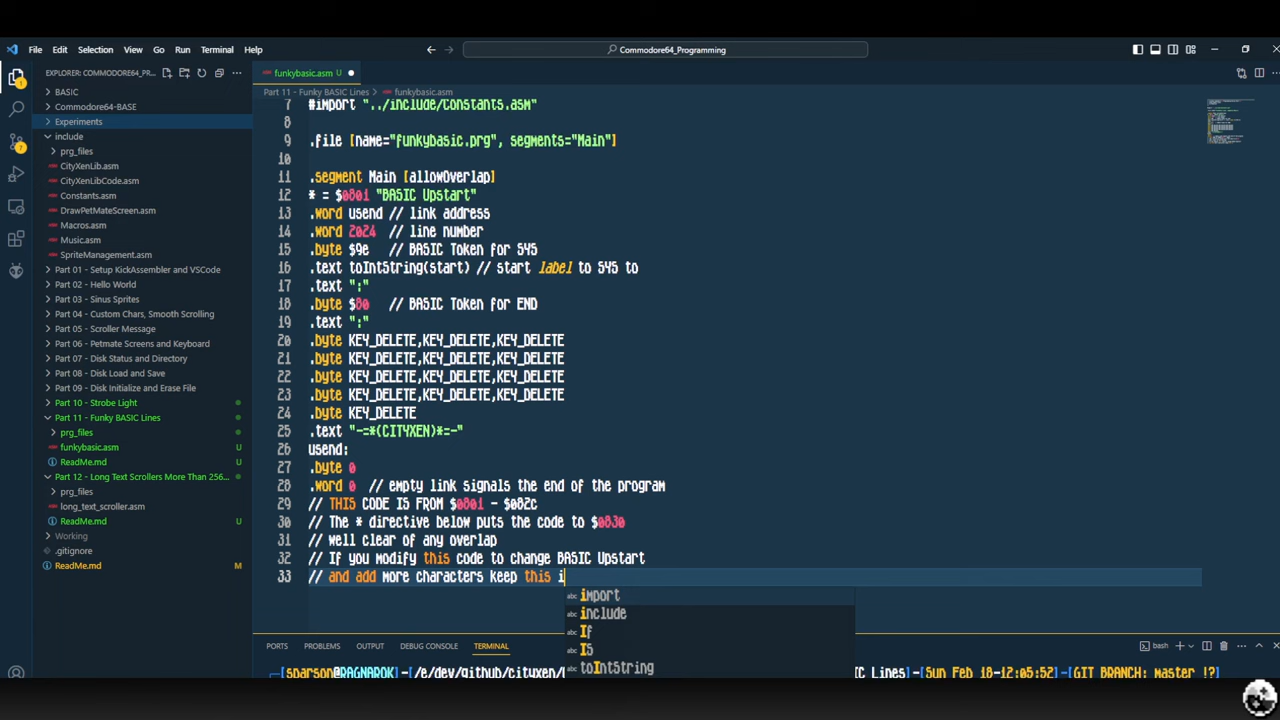 File Edit Selection View Go Run Terminal Help
Commodore64_Programming
EXPLORER: COMMODORE64_PR...
funkybasic.asm U
BASIC
Commodore64-BASE
Experiments
include
prg_files
CityXenLib.asm
CityXenLibCode.asm
Constants.asm
DrawPetMateScreen.asm
Macros.asm
Music.asm
SpriteManagement.asm
Part 01 - Setup KickAssembler and VSCode
Part 02 - Hello World
Part 03 - Sinus Sprites
Part 04 - Custom Chars, Smooth Scrolling
Part 05 - Scroller Message
Part 06 - Petmate Screens and Keyboard
Part 07 - Disk Status and Directory
Part 08 - Disk Load and Save
Part 09 - Disk Initialize and Erase File
Part 10 - Strobe Light
Part 11 - Funky BASIC Lines
prg_files
funkybasic.asm U
ReadMe.md U
Part 12 - Long Text Scrollers More Than 256...
prg_files
long_text_scroller.asm
ReadMe.md U
Working
.gitignore
ReadMe.md M
Part 11 - Funky BASIC Lines > funkybasic.asm
7 #import "../include/Constants.asm"
8
9 .file [name="funkybasic.prg", segments="Main"]
10
11 .segment Main [allowOverlap]
12 * = $0801 "BASIC Upstart"
13 .word usend // link address
14 .word 2024 // line number
15 .byte $9e // BASIC Token for SYS
16 .text toIntString(start) // start label to SYS to
17 .text ":"
18 .byte $80 // BASIC Token for END
19 .text ":"
20 .byte KEY_DELETE,KEY_DELETE,KEY_DELETE
21 .byte KEY_DELETE,KEY_DELETE,KEY_DELETE
22 .byte KEY_DELETE,KEY_DELETE,KEY_DELETE
23 .byte KEY_DELETE,KEY_DELETE,KEY_DELETE
24 .byte KEY_DELETE
25 .text "-=*(CITYXEN)*=-"
26 usend:
27 .byte 0
28 .word 0 // empty link signals the end of the program
29 // THIS CODE IS FROM $0801 - $082c
30 // The * directive below puts the code to $0830
31 // well clear of any overlap
32 // If you modify this code to change BASIC Upstart
33 // and add more characters keep this i
abc import
abc include
abc If
abc IS
abc toIntString
PORTS PROBLEMS OUTPUT DEBUG CONSOLE TERMINAL
bash
[sparson@RAGNAROK]-[/e/dev/github/cityxen/
BASIC Lines]-[Sun Feb 18-12:05:52]-[GIT BRANCH: master !?]